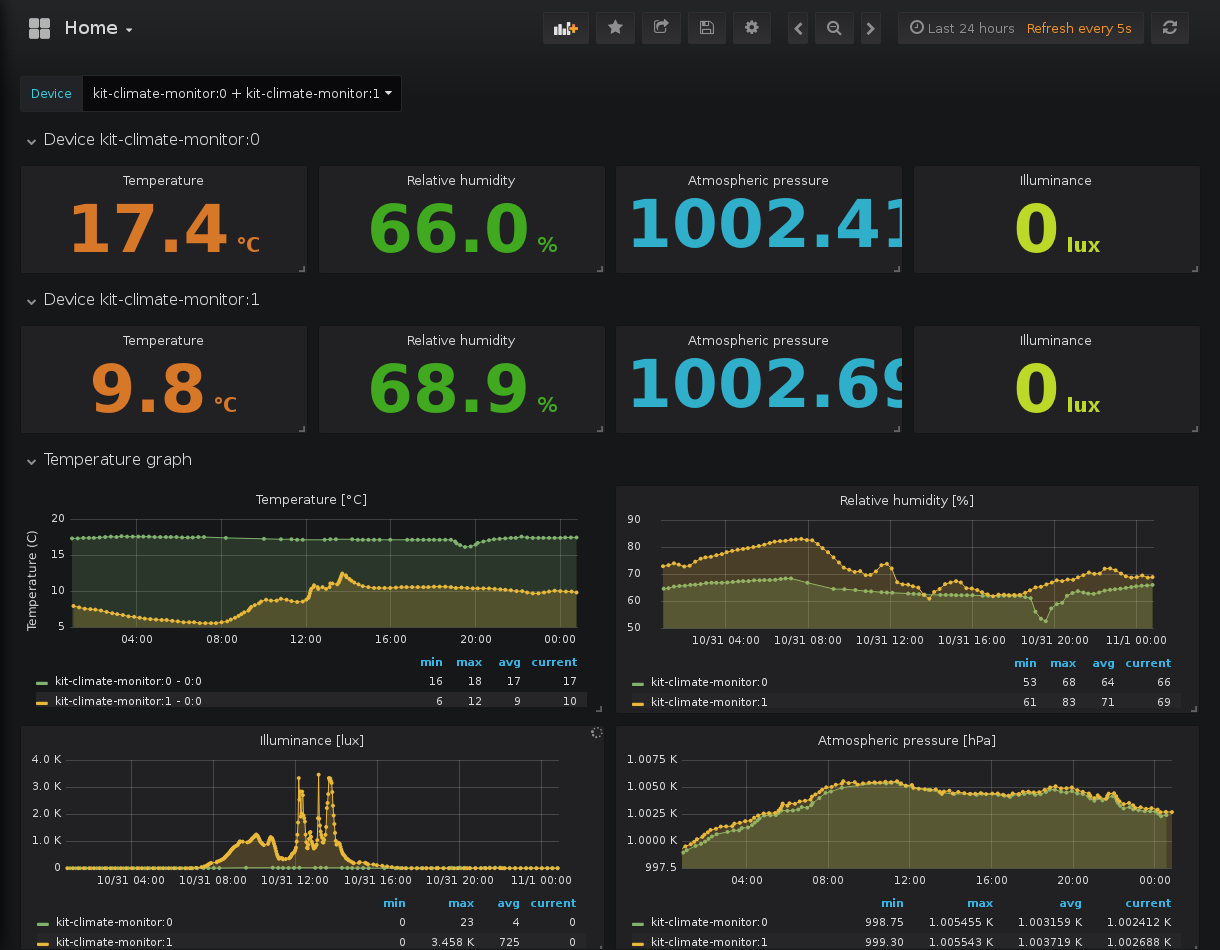 Home
Last 24 hours Refresh every 5s
Device kit-climate-monitor:0 + kit-climate-monitor:1
Device kit-climate-monitor:0
Temperature Relative humidity Atmospheric pressure Illuminance
17.4 °C 66.0 % 1002.41 0 lux
Device kit-climate-monitor:1
Temperature Relative humidity Atmospheric pressure Illuminance
9.8 °C 68.9 % 1002.69 0 lux
Temperature graph
Temperature [°C]
Temperature (C)
20
15
10
5
04:00 08:00 12:00 16:00 20:00 00:00
min max avg current
kit-climate-monitor:0 - 0:0 16 18 17 17
kit-climate-monitor:1 - 0:0 6 12 9 10
Relative humidity [%]
90
80
70
60
50
10/31 04:00 10/31 08:00 10/31 12:00 10/31 16:00 10/31 20:00 11/1 00:00
min max avg current
kit-climate-monitor:0 53 68 64 66
kit-climate-monitor:1 61 83 71 69
Illuminance [lux]
4.0 K
3.0 K
2.0 K
1.0 K
0
10/31 04:00 10/31 08:00 10/31 12:00 10/31 16:00 10/31 20:00 11/1 00:00
min max avg current
kit-climate-monitor:0 0 23 4 0
kit-climate-monitor:1 0 3.458 K 725 0
Atmospheric pressure [hPa]
1.0075 K
1.0050 K
1.0025 K
1.0000 K
997.5
04:00 08:00 12:00 16:00 20:00 00:00
min max avg current
kit-climate-monitor:0 998.75 1.005455 K 1.003159 K 1.002412 K
kit-climate-monitor:1 999.30 1.005543 K 1.003719 K 1.002688 K